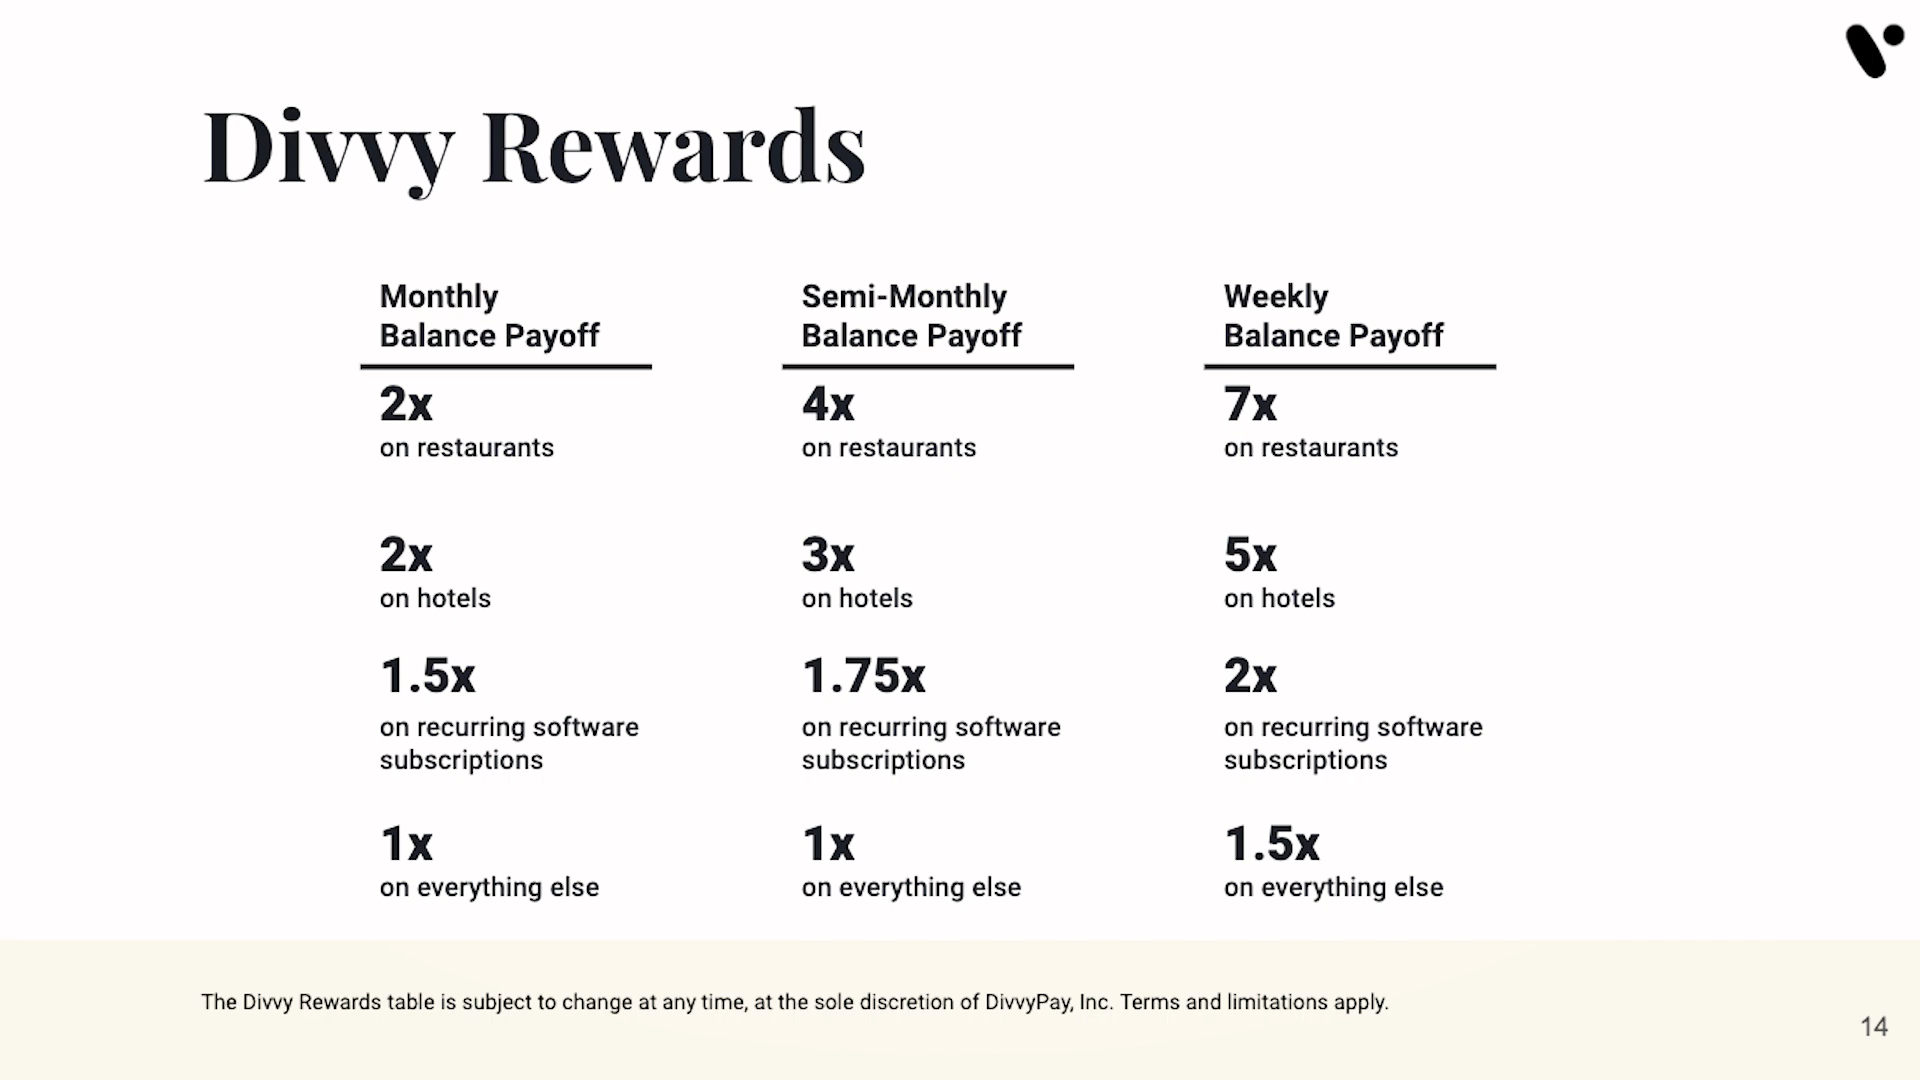 Divvy Rewards
Monthly
Balance Payoff
2x
on restaurants
2x
on hotels
1.5x
on recurring software
subscriptions
1x
on everything else
Semi-Monthly
Balance Payoff
4x
on restaurants
3x
on hotels
1.75x
on recurring software
subscriptions
1x
on everything else
Weekly
Balance Payoff
7x
on restaurants
5x
on hotels
2x
on recurring software
subscriptions
1.5x
on everything else
The Divvy Rewards table is subject to change at any time, at the sole discretion of DivvyPay, Inc. Terms and limitations apply.
14